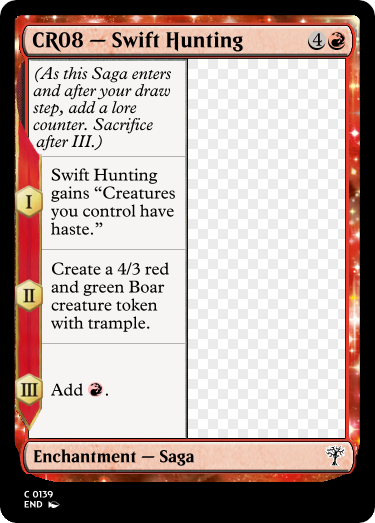 CR08 — Swift Hunting 4
(As this Saga enters
and after your draw
step, add a lore
counter. Sacrifice
after III.)
I
Swift Hunting
gains “Creatures
you control have
haste.”
II
Create a 4/3 red
and green Boar
creature token
with trample.
III
Add .
Enchantment — Saga
C 0139
END